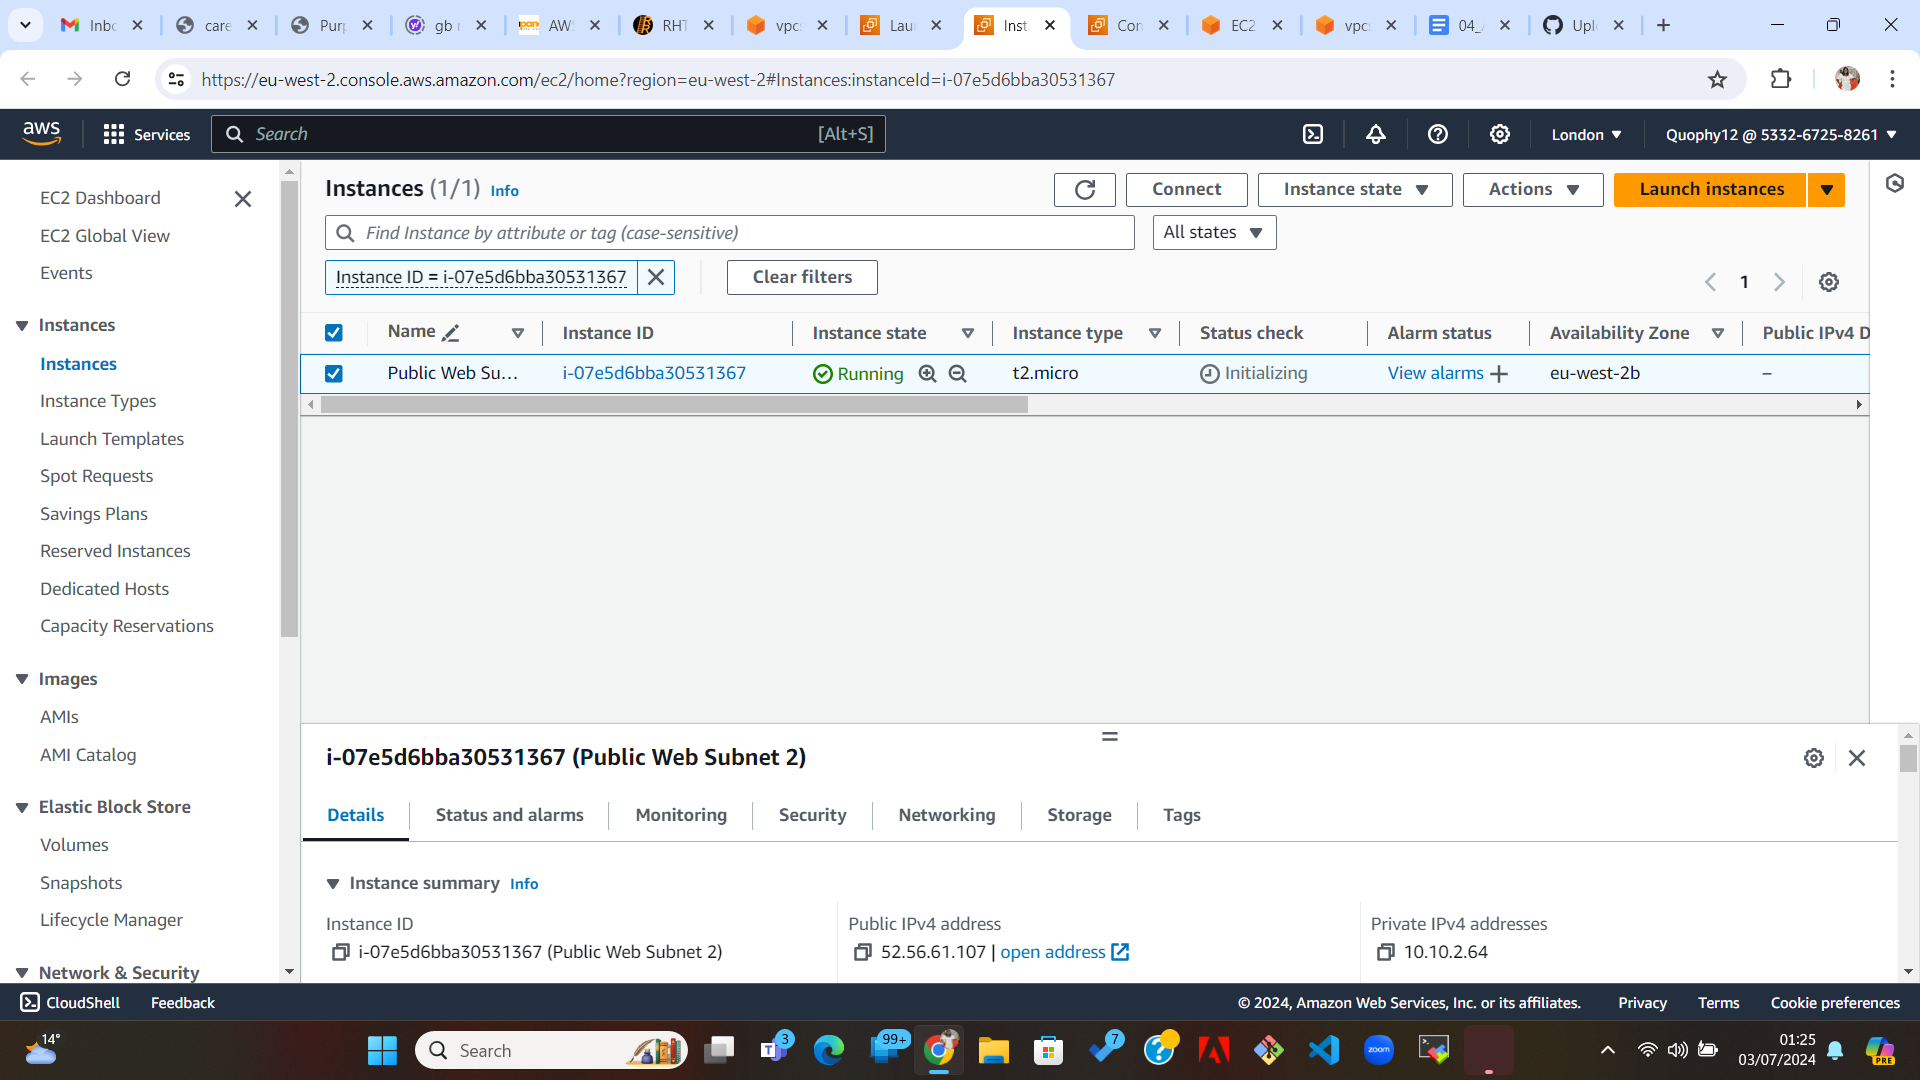 Inbo
care
Pur
gb r
AWS
RHT
vpc
Lau
Inst
Con
EC2
vpc
04_
Upl
https://eu-west-2.console.aws.amazon.com/ec2/home?region=eu-west-2#Instances:instanceId=i-07e5d6bba30531367
aws
Services
Search
[Alt+S]
London
Quophy12 @ 5332-6725-8261
EC2 Dashboard
EC2 Global View
Events
Instances
Instances
Instance Types
Launch Templates
Spot Requests
Savings Plans
Reserved Instances
Dedicated Hosts
Capacity Reservations
Images
AMIs
AMI Catalog
Elastic Block Store
Volumes
Snapshots
Lifecycle Manager
Network & Security
Instances (1/1) Info
Connect
Instance state
Actions
Launch instances
Find Instance by attribute or tag (case-sensitive)
All states
Instance ID = i-07e5d6bba30531367
Clear filters
1
Name Instance ID Instance state Instance type Status check Alarm status Availability Zone Public IPv4 D
Public Web Su... i-07e5d6bba30531367 Running t2.micro Initializing View alarms + eu-west-2b –
i-07e5d6bba30531367 (Public Web Subnet 2)
Details Status and alarms Monitoring Security Networking Storage Tags
Instance summary Info
Instance ID
i-07e5d6bba30531367 (Public Web Subnet 2)
Public IPv4 address
52.56.61.107 | open address
Private IPv4 addresses
10.10.2.64
CloudShell Feedback
© 2024, Amazon Web Services, Inc. or its affiliates. Privacy Terms Cookie preferences
14°
Search
3
99+
7
zoom
01:25
03/07/2024
PRE